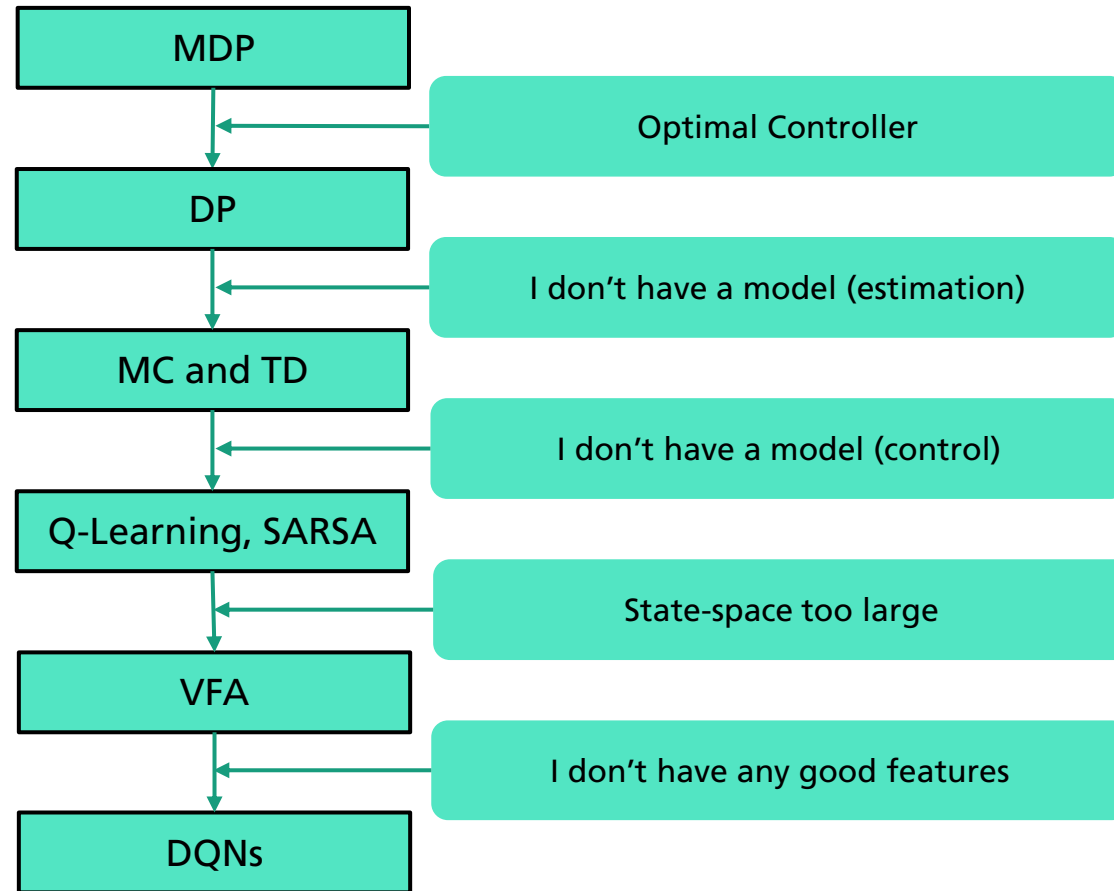 MDP
Optimal Controller
DP
I don’t have a model (estimation)
MC and TD
I don’t have a model (control)
Q-Learning, SARSA
State-space too large
VFA
I don’t have any good features
DQNs